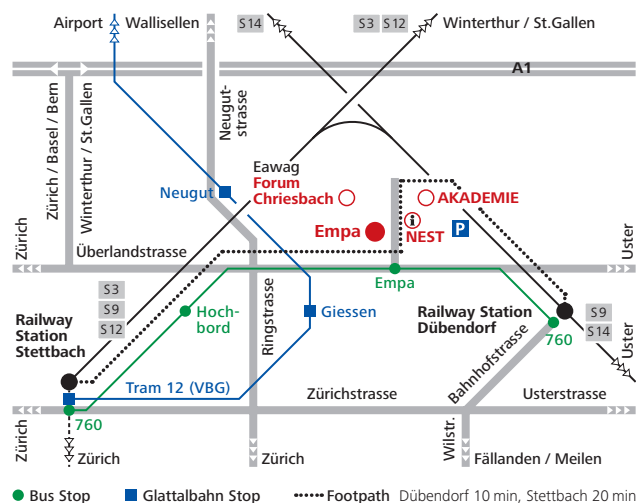 Airport
Wallisellen
S14
S3
S12
Winterthur / St.Gallen
A1
Zürich / Basel / Bern
Winterthur / St.Gallen
Neugut-
strasse
Eawag
Forum
Chriesbach
AKADEMIE
Neugut
Empa
i
NEST
P
Zürich
Überlandstrasse
Uster
Empa
S3
S9
S12
Hoch-
bord
Giessen
Ringstrasse
Railway Station
Dübendorf
S9
S14
Railway
Station
Stettbach
760
Uster
Bahnhofstrasse
Tram 12 (VBG)
Zürichstrasse
Usterstrasse
760
Zürich
Zürich
Zürich
Wilstr.
Fällanden / Meilen
Bus Stop
Glattalbahn Stop
Footpath Dübendorf 10 min, Stettbach 20 min